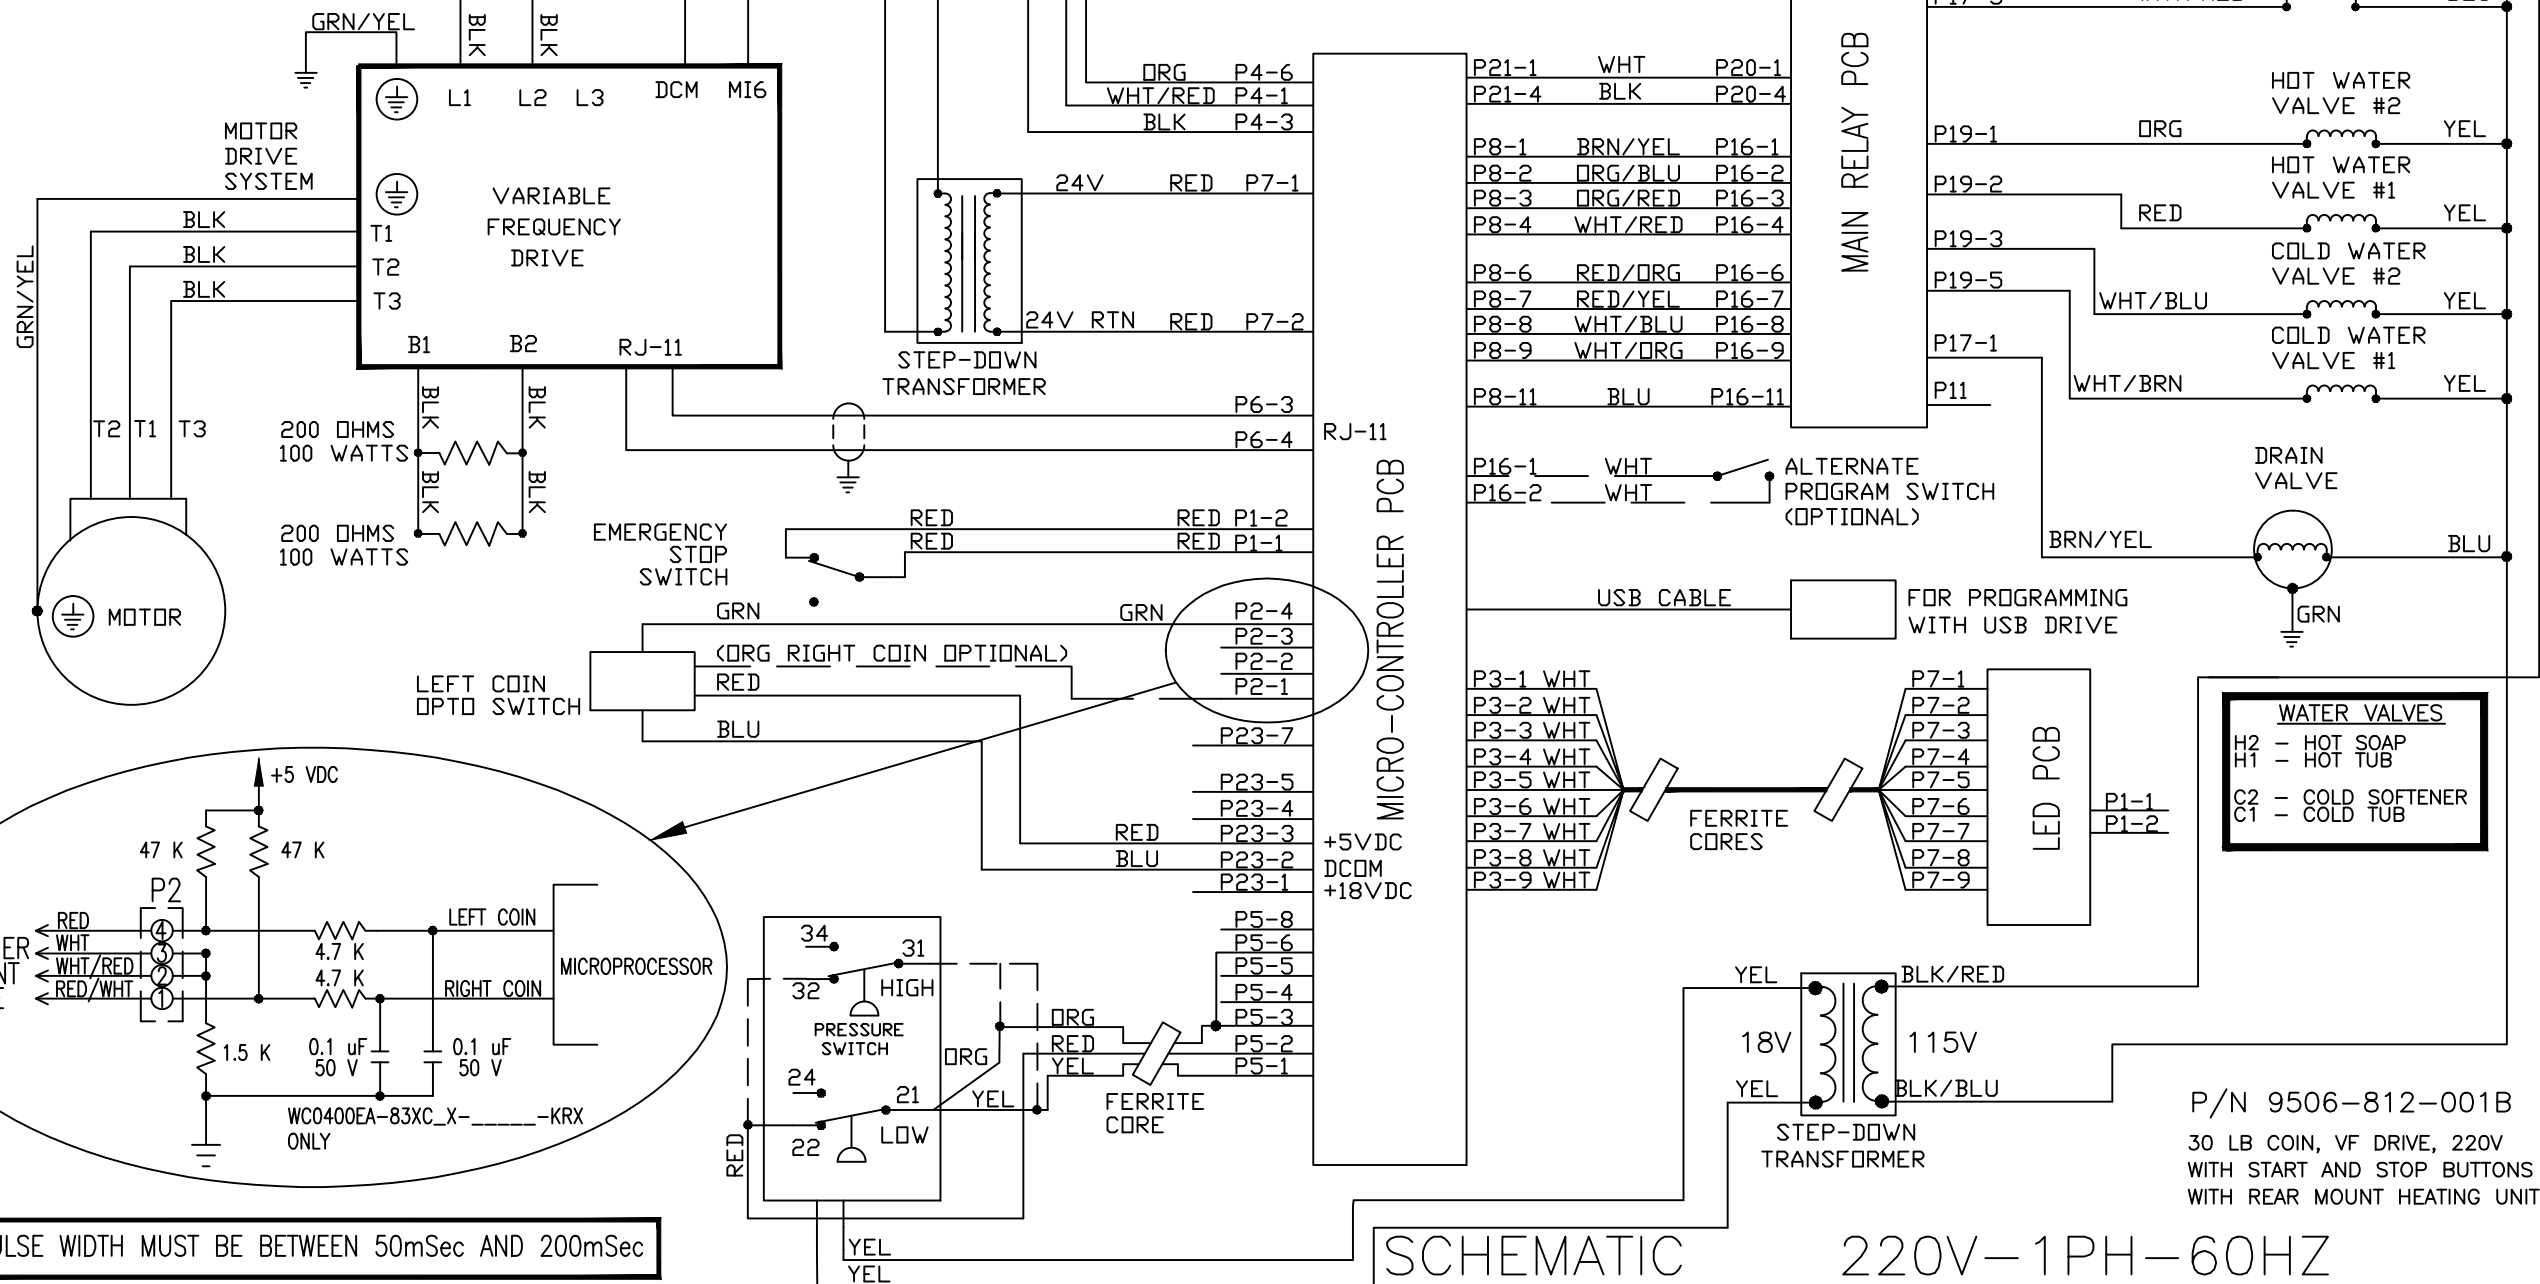 GRN/YEL
BLK
BLK
L1
L2
L3
DCM
MI6
MOTOR
DRIVE
SYSTEM
VARIABLE
FREQUENCY
DRIVE
BLK
T1
BLK
T2
BLK
T3
GRN/YEL
B1
B2
RJ-11
BLK
BLK
T2
T1
T3
200 OHMS
100 WATTS
BLK
BLK
200 OHMS
100 WATTS
MOTOR
ORG P4-6
WHT/RED P4-1
BLK P4-3
24V RED P7-1
24V RTN RED P7-2
STEP-DOWN
TRANSFORMER
P6-3
P6-4
RJ-11
EMERGENCY
STOP
SWITCH
RED RED P1-2
RED RED P1-1
GRN GRN P2-4
P2-3
(ORG RIGHT COIN OPTIONAL)
P2-2
RED P2-1
LEFT COIN
OPTO SWITCH
BLU
P23-7
P23-5
P23-4
RED P23-3 +5VDC
BLU P23-2 DCOM
P23-1 +18VDC
P5-8
P5-6
P5-5
P5-4
ORG P5-3
RED P5-2
YEL P5-1
FERRITE
CORE
34
31
32
HIGH
PRESSURE
SWITCH
ORG
24
21
YEL
22
LOW
RED
YEL
YEL
MICRO-CONTROLLER PCB
P21-1 WHT P20-1
P21-4 BLK P20-4
P8-1 BRN/YEL P16-1
P8-2 ORG/BLU P16-2
P8-3 ORG/RED P16-3
P8-4 WHT/RED P16-4
P8-6 RED/ORG P16-6
P8-7 RED/YEL P16-7
P8-8 WHT/BLU P16-8
P8-9 WHT/ORG P16-9
P8-11 BLU P16-11
MAIN RELAY PCB
P16-1 WHT
P16-2 WHT
ALTERNATE
PROGRAM SWITCH
(OPTIONAL)
USB CABLE
FOR PROGRAMMING
WITH USB DRIVE
P3-1 WHT
P3-2 WHT
P3-3 WHT
P3-4 WHT
P3-5 WHT
P3-6 WHT
P3-7 WHT
P3-8 WHT
P3-9 WHT
FERRITE
CORES
P7-1
P7-2
P7-3
P7-4
P7-5
P7-6
P7-7
P7-8
P7-9
LED PCB
P1-1
P1-2
HOT WATER
VALVE #2
P19-1 ORG YEL
HOT WATER
VALVE #1
P19-2
RED YEL
COLD WATER
VALVE #2
P19-3
P19-5
WHT/BLU YEL
COLD WATER
VALVE #1
P17-1
WHT/BRN YEL
P11
DRAIN
VALVE
BRN/YEL BLU
GRN
WATER VALVES
H2 - HOT SOAP
H1 - HOT TUB
C2 - COLD SOFTENER
C1 - COLD TUB
YEL BLK/RED
18V 115V
YEL BLK/BLU
STEP-DOWN
TRANSFORMER
+5 VDC
47 K
47 K
P2
RED
4
LEFT COIN
WHT
3
4.7 K
WHT/RED
2
4.7 K
MICROPROCESSOR
RED/WHT
1
RIGHT COIN
1.5 K
0.1 uF
50 V
0.1 uF
50 V
WC0400EA-83XC_X-_____-KRX
ONLY
WIDTH MUST BE BETWEEN 50mSec AND 200mSec
P/N 9506-812-001B
30 LB COIN, VF DRIVE, 220V
WITH START AND STOP BUTTONS
WITH REAR MOUNT HEATING UNIT
SCHEMATIC 220V-1PH-60HZ